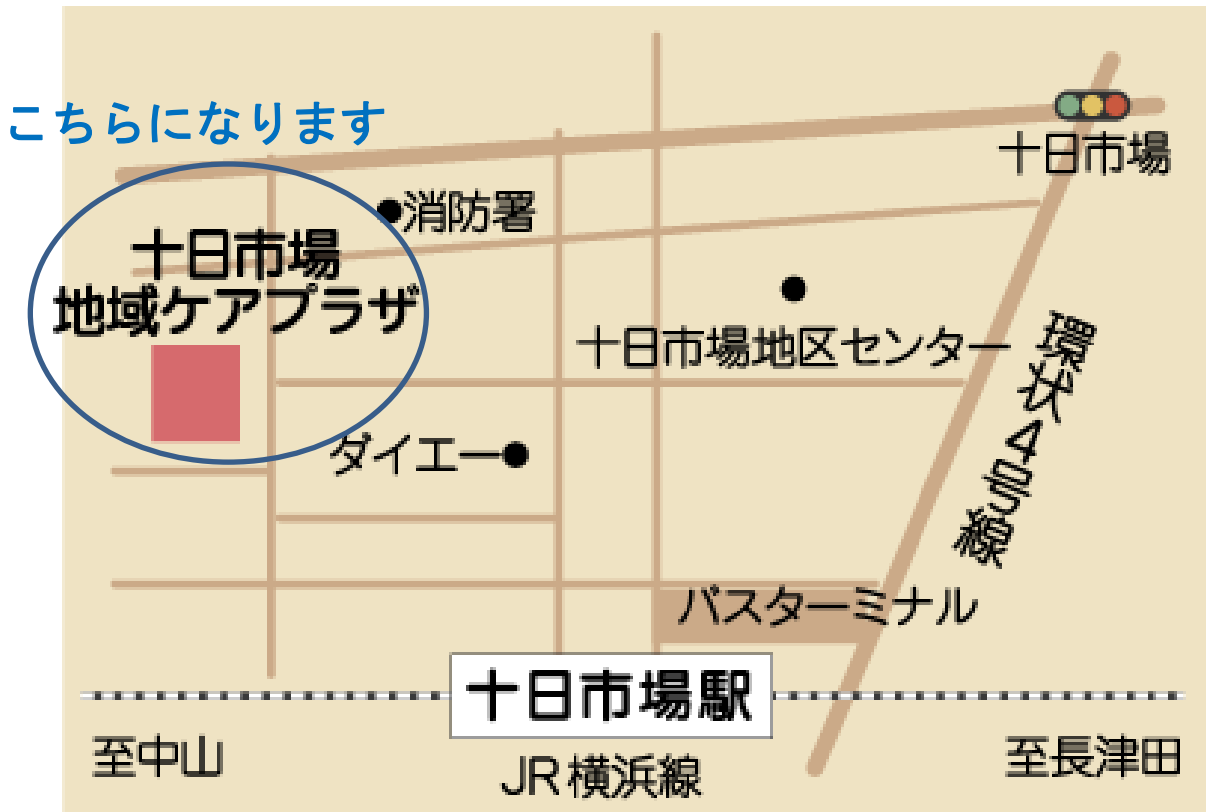 こちらになります
十日市場
消防署
十日市場
地域ケアプラザ
十日市場地区センター
環状4号線
ダイエー
バスターミナル
十日市場駅
至中山
JR横浜線
至長津田